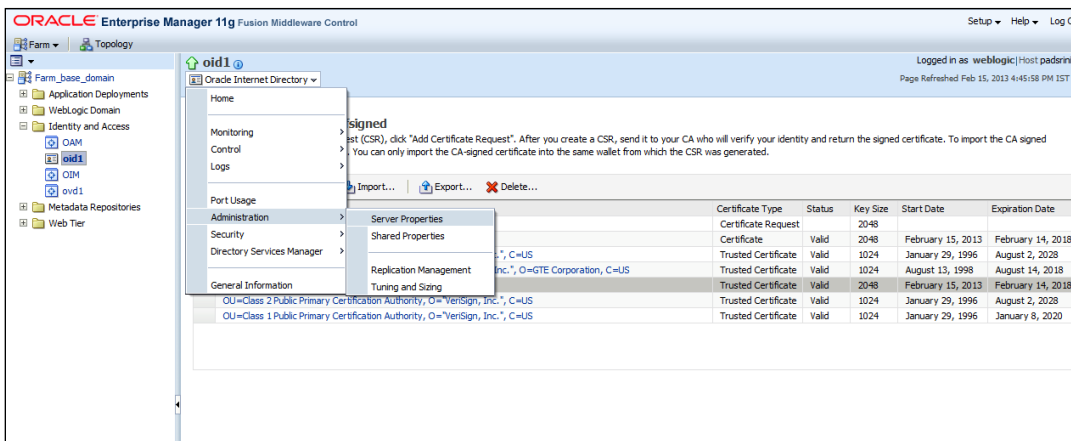 ORACLE Enterprise Manager 11g Fusion Middleware Control
Setup Help Log
Farm Topology
oid1
Logged in as weblogic|Host padsrini
Oracle Internet Directory
Page Refreshed Feb 15, 2013 4:45:58 PM IST
Farm_base_domain
Application Deployments
WebLogic Domain
Identity and Access
OAM
oid1
OIM
ovd1
Metadata Repositories
Web Tier
Home
Monitoring
Control
Logs
Port Usage
Administration
Security
Directory Services Manager
General Information
Server Properties
Shared Properties
Replication Management
Tuning and Sizing
signed
est (CSR), click "Add Certificate Request". After you create a CSR, send it to your CA who will verify your identity and return the signed certificate. To import the CA signed
. You can only import the CA-signed certificate into the same wallet from which the CSR was generated.
Import... Export... Delete...
Certificate Type Status Key Size Start Date Expiration Date
Certificate Request 2048
Certificate Valid 2048 February 15, 2013 February 14, 2018
.", C=US Trusted Certificate Valid 1024 January 29, 1996 August 2, 2028
Inc.", O=GTE Corporation, C=US Trusted Certificate Valid 1024 August 13, 1998 August 14, 2018
Trusted Certificate Valid 2048 February 15, 2013 February 14, 2018
OU=Class 2 Public Primary Certification Authority, O="VeriSign, Inc.", C=US Trusted Certificate Valid 1024 January 29, 1996 August 2, 2028
OU=Class 1 Public Primary Certification Authority, O="VeriSign, Inc.", C=US Trusted Certificate Valid 1024 January 29, 1996 January 8, 2020